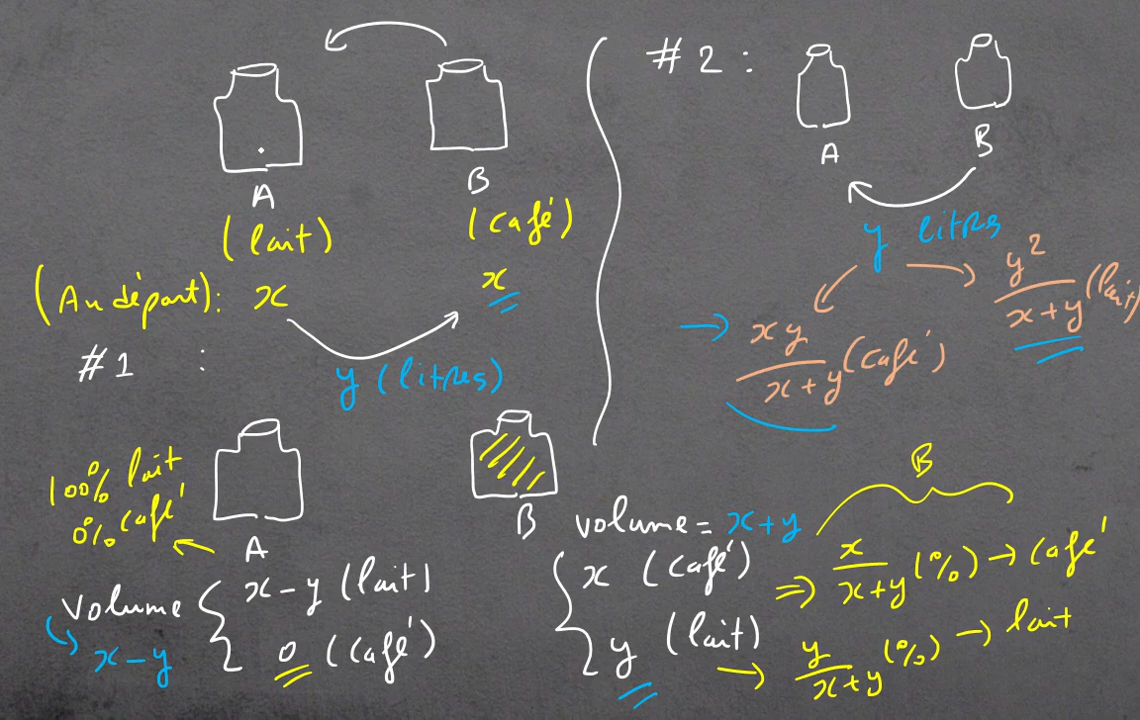 A
(lait)
B
(café)
(Au départ): x
x
#1 :
y (litres)
100% lait
0% café
A
volume
x-y
x-y (lait)
0 (café)
B
volume = x+y
x (café)
y (lait)
B
⇒ x/x+y (%) → café
→ y/x+y (%) → lait
#2 :
A
B
y litres
→ xy/x+y (café)
y²/x+y (lait)